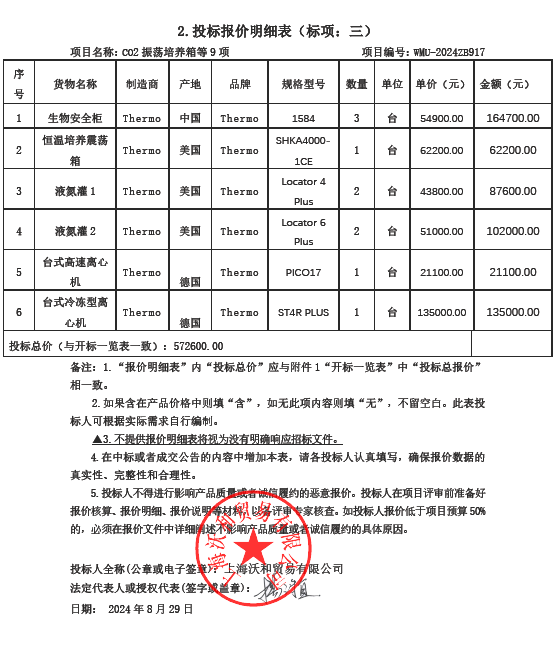 2.投标报价明细表（标项：三）
项目名称：CO2 振荡培养箱等 9 项 项目编号：WMU-2024ZB917
序号 货物名称 制造商 产地 品牌 规格型号 数量 单位 单价（元） 金额（元）
1 生物安全柜 Thermo 中国 Thermo 1584 3 台 54900.00 164700.00
2 恒温培养震荡箱 Thermo 美国 Thermo SHKA4000-1CE 1 台 62200.00 62200.00
3 液氮灌 1 Thermo 美国 Thermo Locator 4 Plus 2 台 43800.00 87600.00
4 液氮灌 2 Thermo 美国 Thermo Locator 6 Plus 2 台 51000.00 102000.00
5 台式高速离心机 Thermo 德国 Thermo PICO17 1 台 21100.00 21100.00
6 台式冷冻型离心机 Thermo 德国 Thermo ST4R PLUS 1 台 135000.00 135000.00
投标总价（与开标一览表一致）：572600.00
备注：1.“报价明细表”内“投标总价”应与附件 1“开标一览表”中“投标总报价”
相一致。
2.如果含在产品价格中则填“含”，如无此项内容则填“无”，不留空白。此表投
标人可根据实际需求自行编制。
▲3.不提供报价明细表将视为没有明确响应招标文件。
4.在中标或者成交公告的内容中增加本表，请各投标人认真填写，确保报价数据的
真实性、完整性和合理性。
5.投标人不得进行影响产品质量或者诚信履约的恶意报价。投标人在项目评审前准备好
报价核算、报价明细、报价说明等材料，以备评审专家核查。如投标人报价低于项目预算 50%
的，必须在报价文件中详细阐述不影响产品质量或者诚信履约的具体原因。
投标人全称(公章或电子签章)：上海沃和贸易有限公司
法定代表人或授权代表(签字或盖章)：
日期： 2024 年 8 月 29 日
上海沃和贸易有限公司